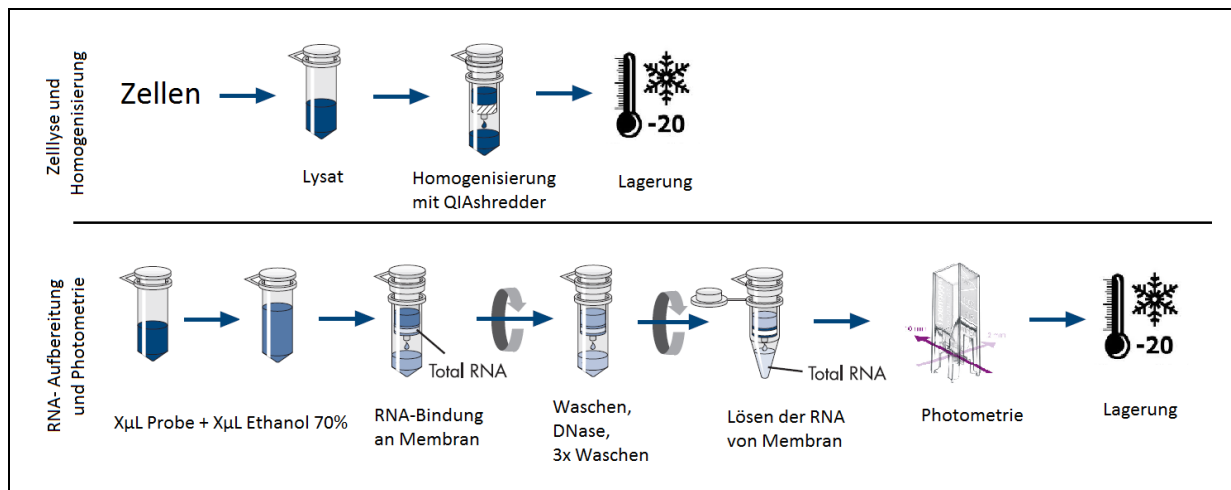 Zelllyse und
Homogenisierung
Zellen
Lysat
Homogenisierung
mit QIAshredder
-20
Lagerung
RNA- Aufbereitung
und Photometrie
XµL Probe + XµL Ethanol 70%
Total RNA
RNA-Bindung
an Membran
Waschen,
DNase,
3x Waschen
Total RNA
Lösen der RNA
von Membran
Photometrie
-20
Lagerung